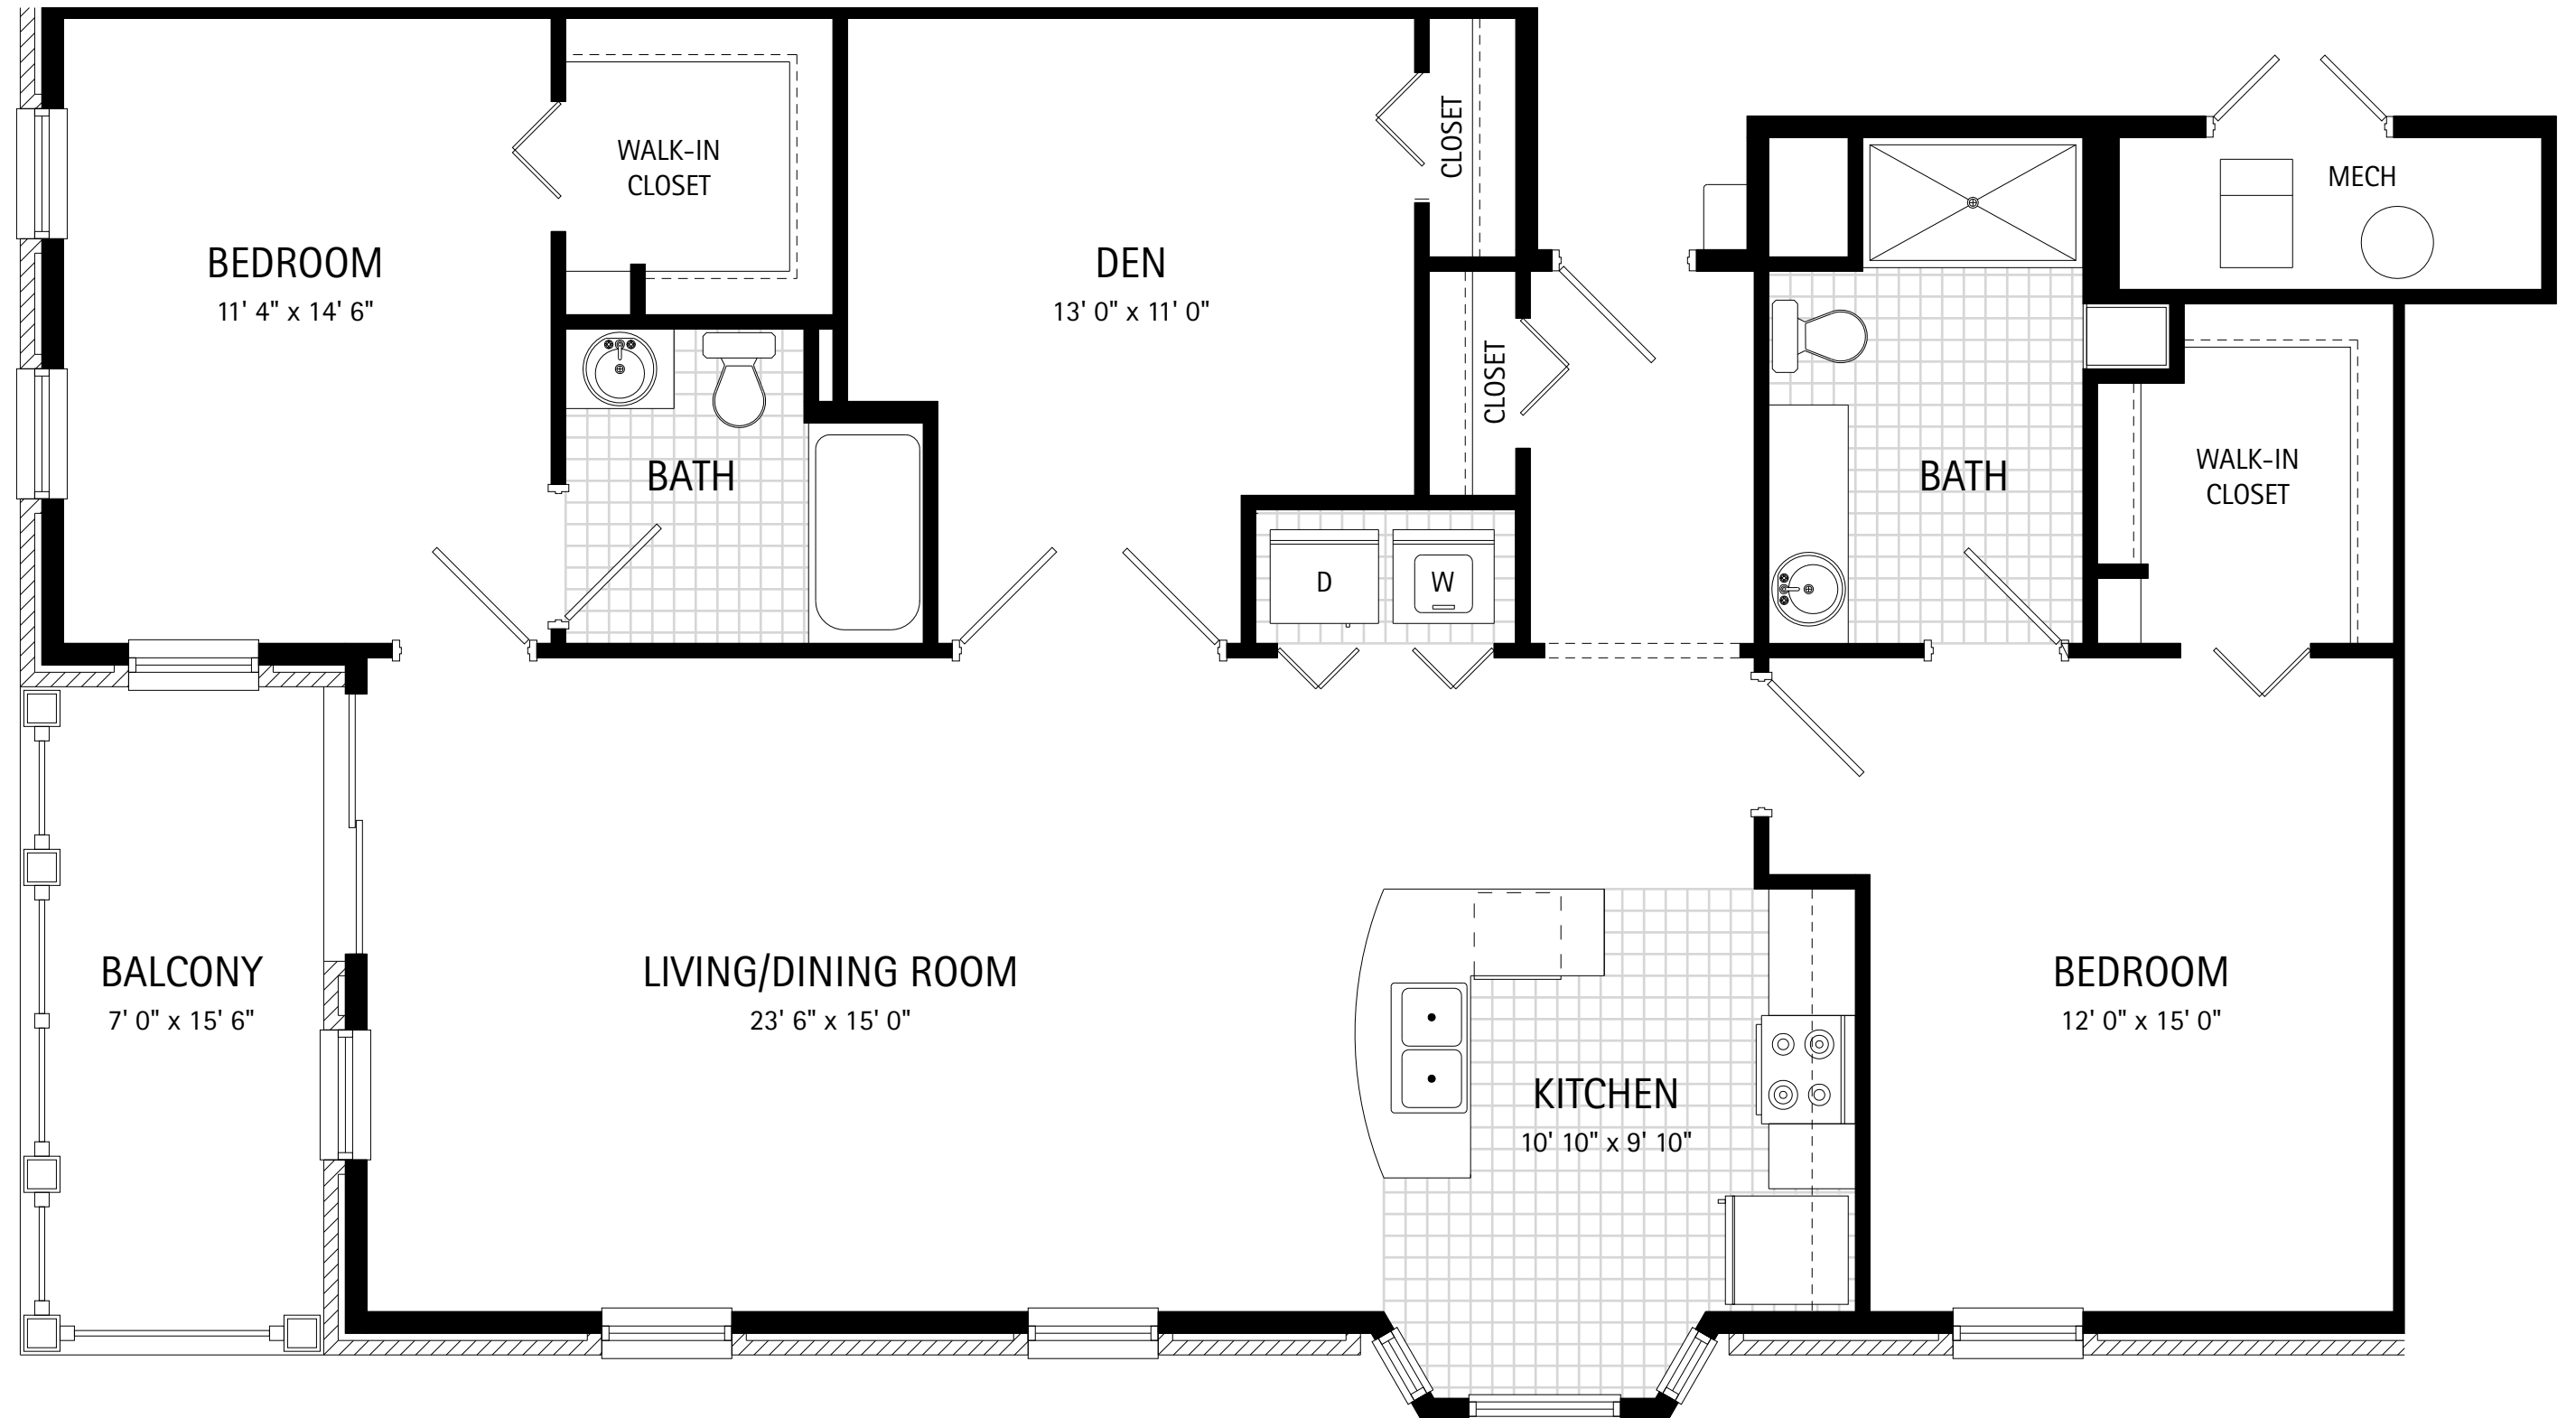 BEDROOM
11' 4" x 14' 6"
WALK-IN
CLOSET
DEN
13' 0" x 11' 0"
CLOSET
CLOSET
MECH
BATH
D
W
BATH
WALK-IN
CLOSET
BALCONY
7' 0" x 15' 6"
LIVING/DINING ROOM
23' 6" x 15' 0"
KITCHEN
10' 10" x 9' 10"
BEDROOM
12' 0" x 15' 0"